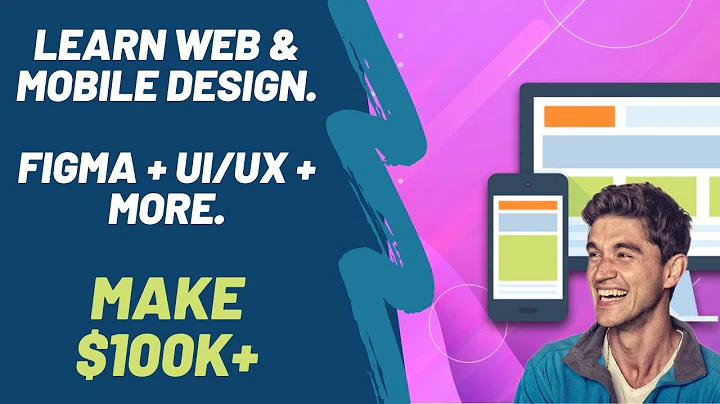 LEARN WEB &
MOBILE DESIGN.
FIGMA + UI/UX +
MORE.
MAKE
$100K+